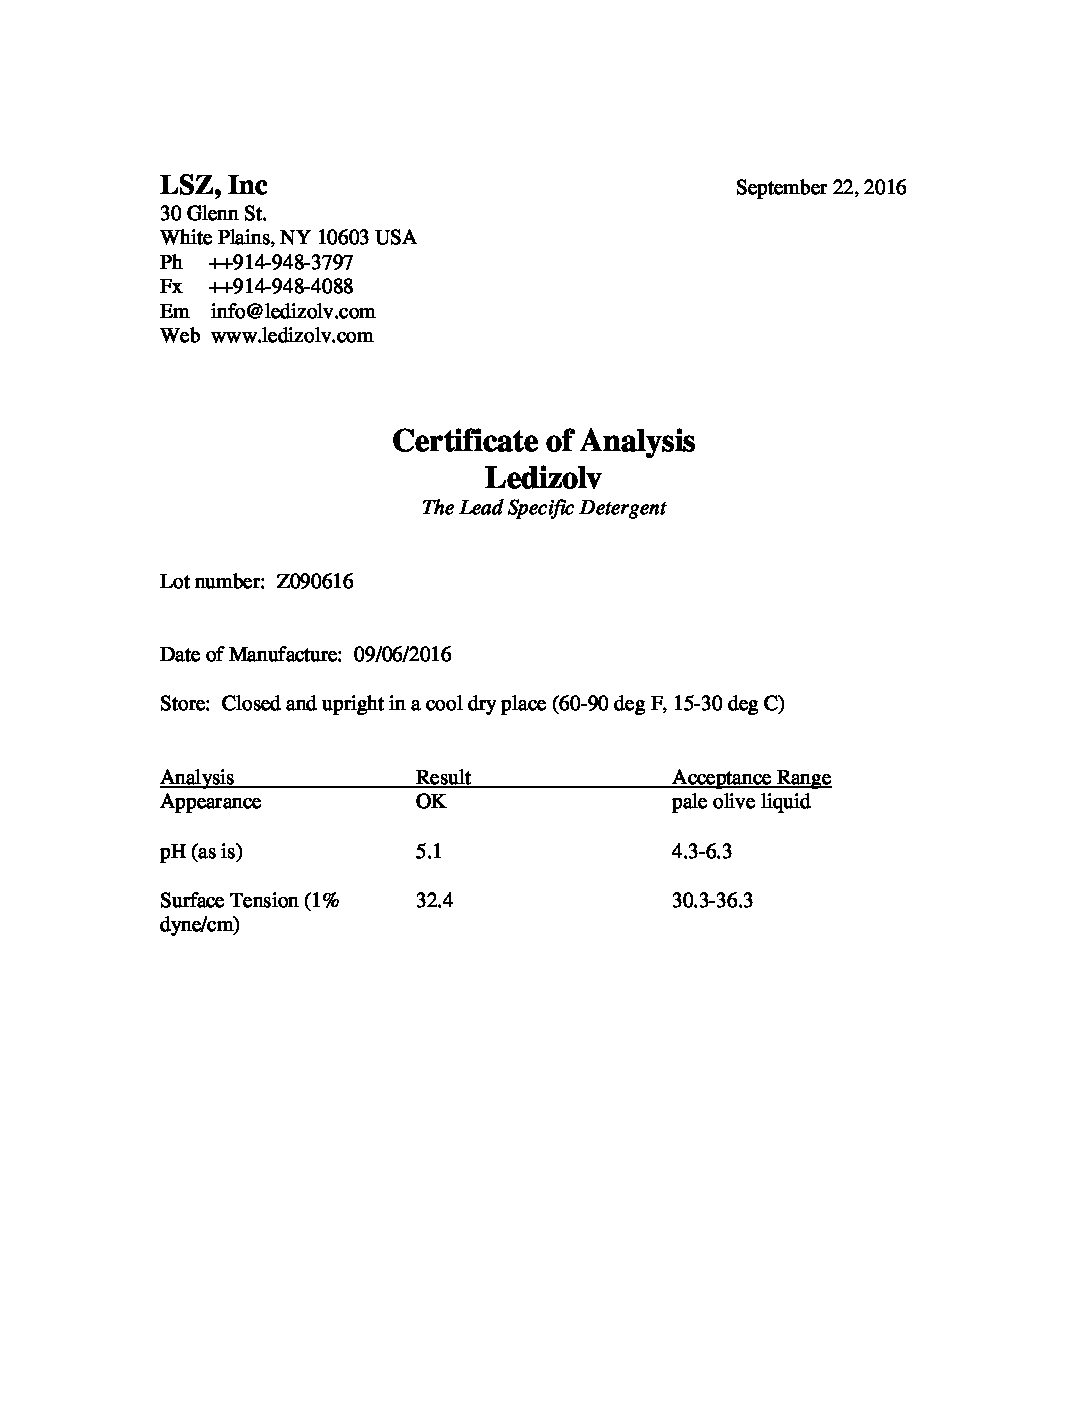 LSZ, Inc September 22, 2016
30 Glenn St.
White Plains, NY 10603 USA
Ph ++914-948-3797
Fx ++914-948-4088
Em info@ledizolv.com
Web www.ledizolv.com
Certificate of Analysis
Ledizolv
The Lead Specific Detergent
Lot number: Z090616
Date of Manufacture: 09/06/2016
Store: Closed and upright in a cool dry place (60-90 deg F, 15-30 deg C)
Analysis Result Acceptance Range
Appearance OK pale olive liquid
pH (as is) 5.1 4.3-6.3
Surface Tension (1% 32.4 30.3-36.3
dyne/cm)